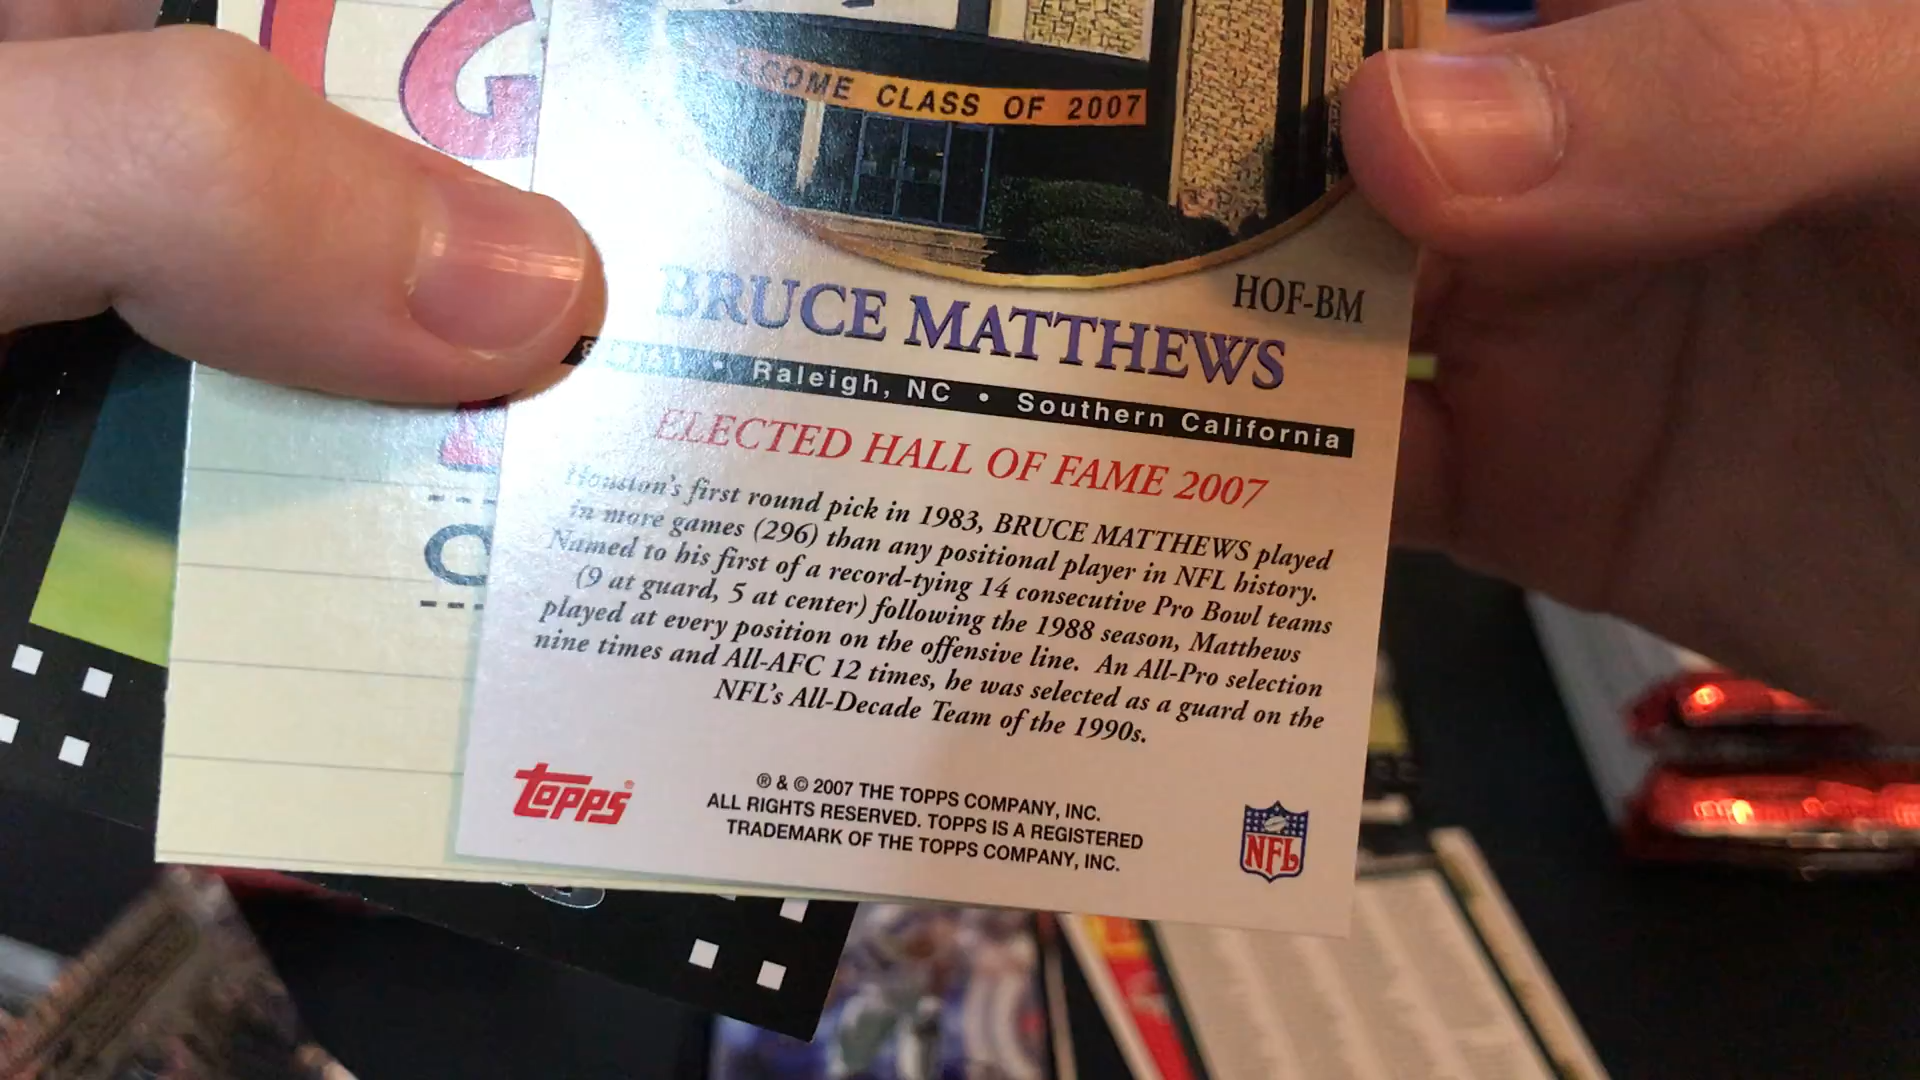 COME CLASS OF 2007
HOF-BM
BRUCE MATTHEWS
Raleigh, NC • Southern California
ELECTED HALL OF FAME 2007
Houston's first round pick in 1983, BRUCE MATTHEWS played
in more games (296) than any positional player in NFL history.
Named to his first of a record-tying 14 consecutive Pro Bowl teams
(9 at guard, 5 at center) following the 1988 season, Matthews
played at every position on the offensive line. An All-Pro selection
nine times and All-AFC 12 times, he was selected as a guard on the
NFL's All-Decade Team of the 1990s.
topps®
® & © 2007 THE TOPPS COMPANY, INC.
ALL RIGHTS RESERVED. TOPPS IS A REGISTERED
TRADEMARK OF THE TOPPS COMPANY, INC.
NFL